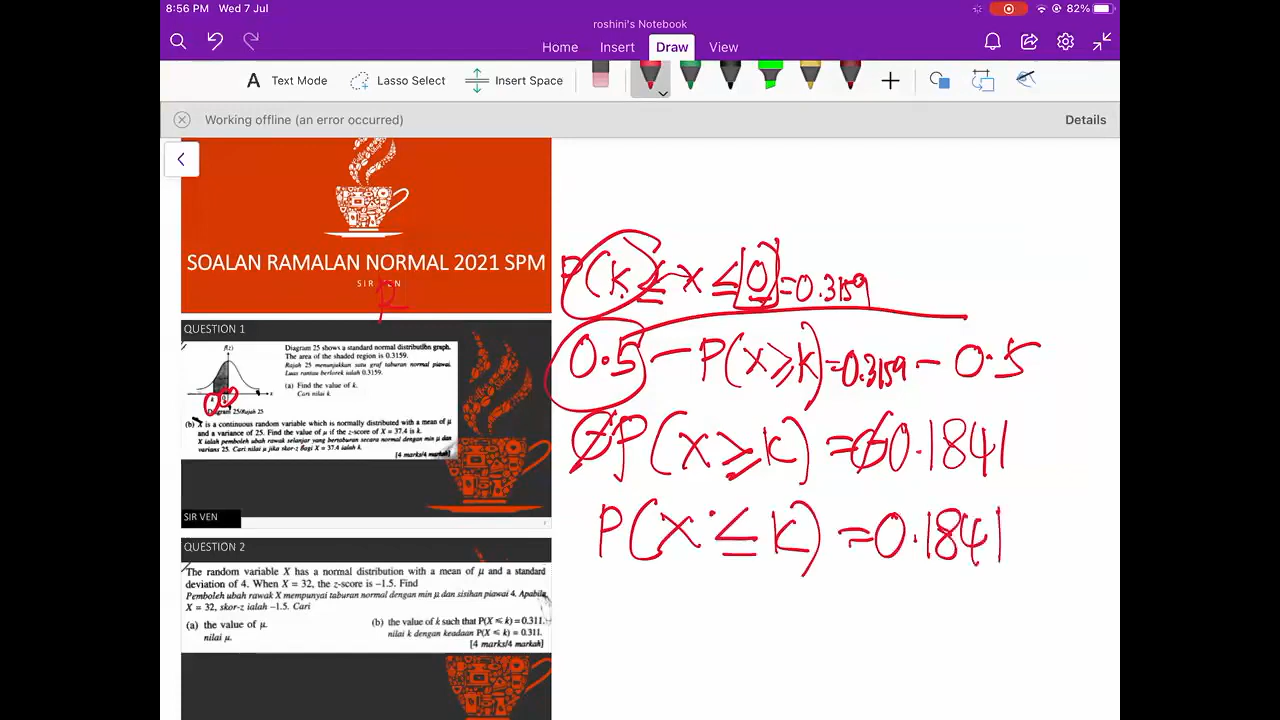 8:56 PM Wed 7 Jul
82%
roshini's Notebook
Home Insert Draw View
Text Mode Lasso Select Insert Space
Working offline (an error occurred) Details
SOALAN RAMALAN NORMAL 2021 SPM
SIR VEN
R
QUESTION 1
f(z)
Diagram 25 shows a standard normal distribution graph.
The area of the shaded region is 0.3159.
Rajah 25 menunjukkan satu graf taburan normal piawai.
Luas rantau berlorek ialah 0.3159.
(a) Find the value of k.
Cari nilai k.
Diagram 25/Rajah 25
(b) X is a continuous random variable which is normally distributed with a mean of μ
and a variance of 25. Find the value of μ if the z-score of X = 37.4 is k.
X ialah pemboleh ubah rawak selanjar yang bertaburan secara normal dengan min μ dan
varians 25. Cari nilai μ jika skor-z bagi X = 37.4 ialah k.
[4 marks/4 markah]
SIR VEN
QUESTION 2
The random variable X has a normal distribution with a mean of μ and a standard
deviation of 4. When X = 32, the z-score is –1.5. Find
Pemboleh ubah rawak X mempunyai taburan normal dengan min μ dan sisihan piawai 4. Apabila
X = 32, skor-z ialah –1.5. Cari
(a) the value of μ.
nilai μ.
(b) the value of k such that P(X ⩽ k) = 0.311.
nilai k dengan keadaan P(X ⩽ k) = 0.311.
[4 marks/4 markah]
P(k ≤ X ≤ 0) = 0.3159
0.5 – P(X ≥ k) = 0.3159 – 0.5
P(X ≥ k) = 0.1841
P(X ≤ k) = 0.1841